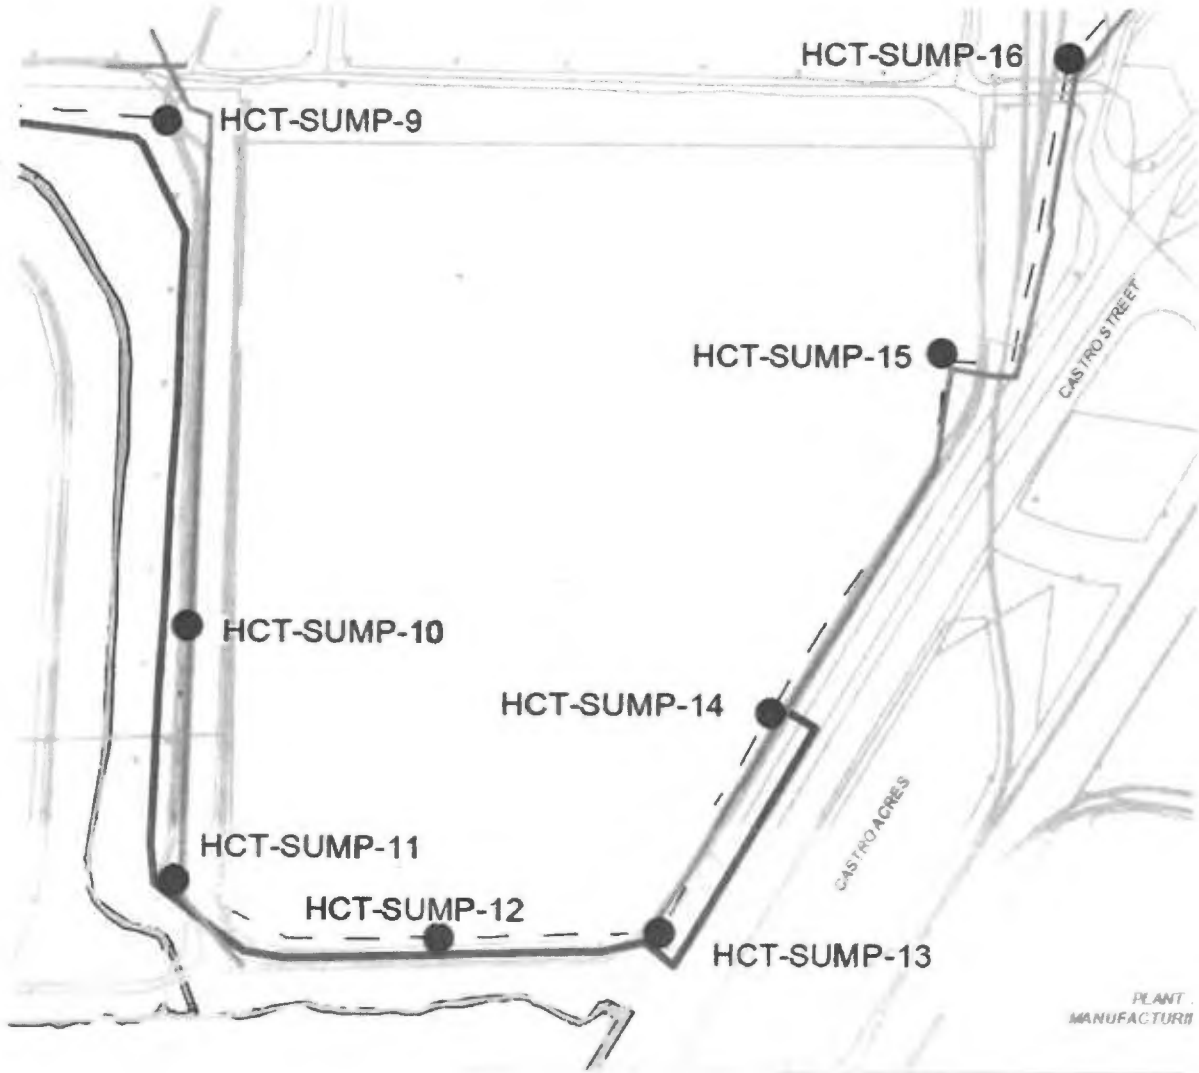 HCT-SUMP-16
HCT-SUMP-9
CASTRO STREET
HCT-SUMP-15
HCT-SUMP-10
HCT-SUMP-14
CASTRO ACRES
HCT-SUMP-11
HCT-SUMP-12
HCT-SUMP-13
PLANT